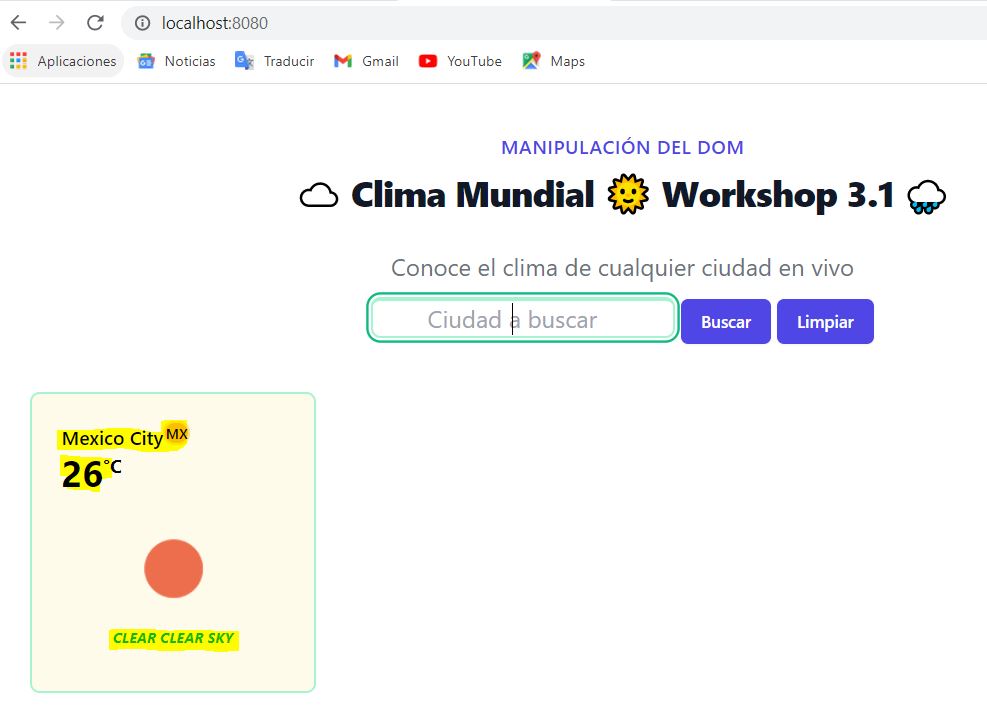 localhost:8080
Aplicaciones Noticias Traducir Gmail YouTube Maps
MANIPULACIÓN DEL DOM
Clima Mundial 🌞 Workshop 3.1
Conoce el clima de cualquier ciudad en vivo
Ciudad a buscar Buscar Limpiar
Mexico City MX
26 °C
CLEAR CLEAR SKY